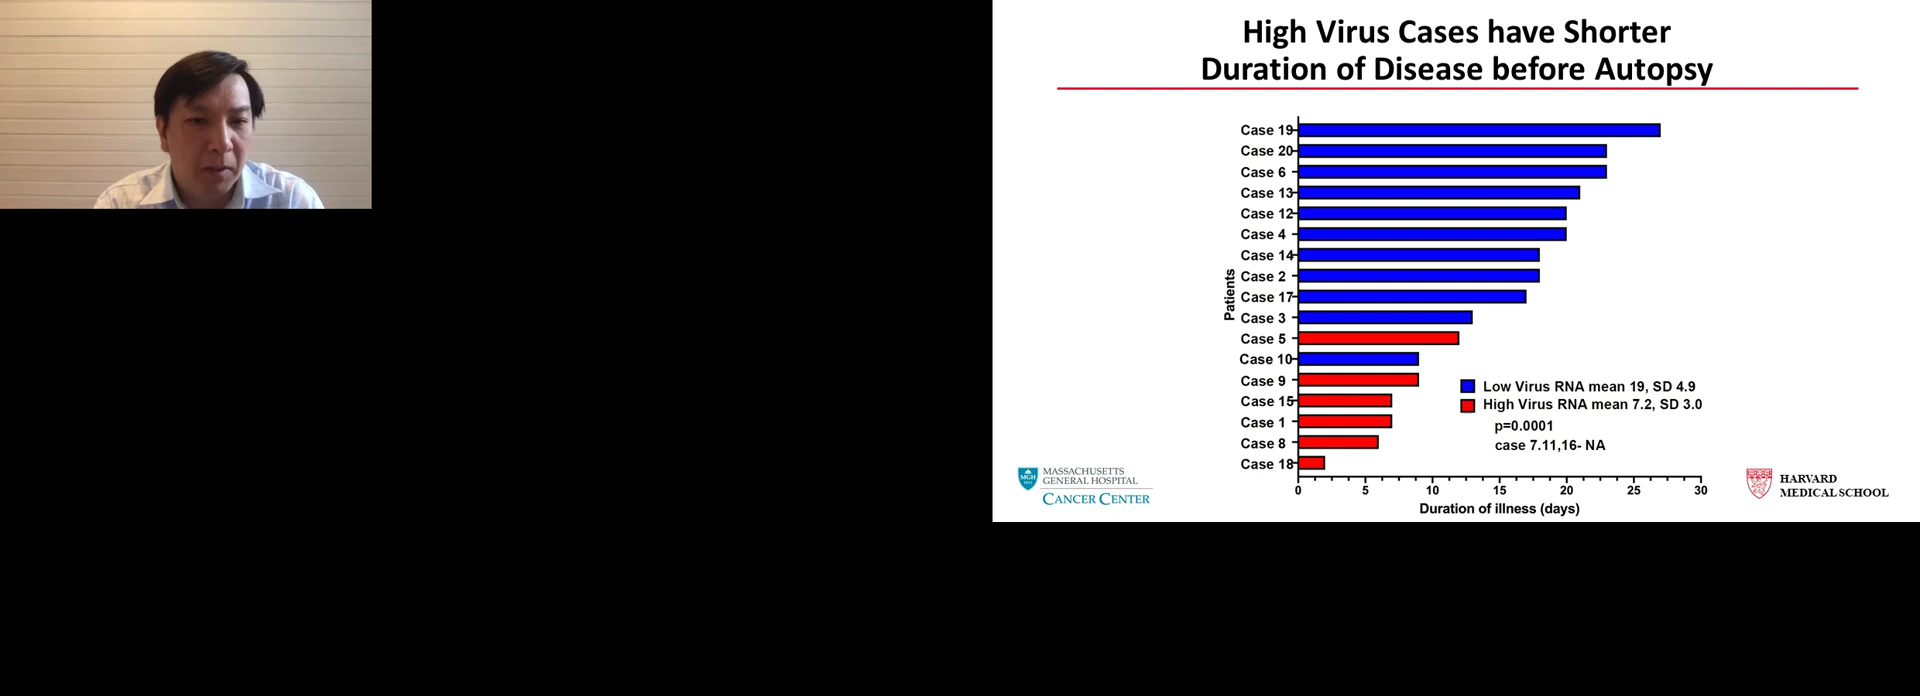 High Virus Cases have Shorter
Duration of Disease before Autopsy
Patients
Case 19
Case 20
Case 6
Case 13
Case 12
Case 4
Case 14
Case 2
Case 17
Case 3
Case 5
Case 10
Case 9
Case 15
Case 1
Case 8
Case 18
Low Virus RNA mean 19, SD 4.9
High Virus RNA mean 7.2, SD 3.0
p=0.0001
case 7.11,16- NA
0 5 10 15 20 25 30
Duration of illness (days)
MGH
1811
MASSACHUSETTS
GENERAL HOSPITAL
CANCER CENTER
HARVARD
MEDICAL SCHOOL